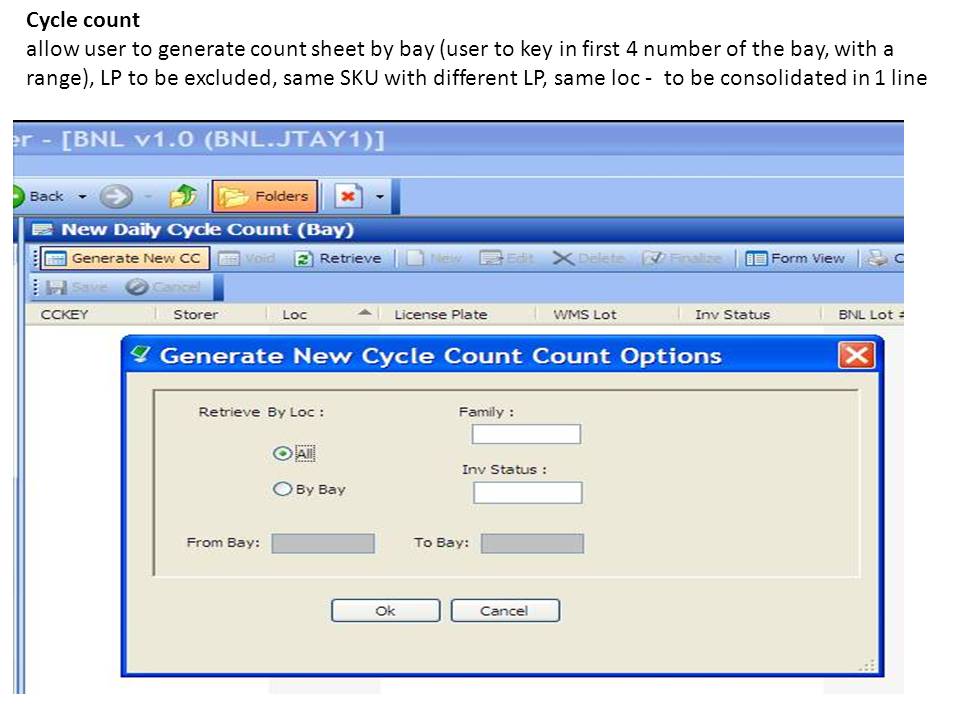 Cycle count
allow user to generate count sheet by bay (user to key in first 4 number of the bay, with a
range), LP to be excluded, same SKU with different LP, same loc -  to be consolidated in 1 line
er - [BNL v1.0 (BNL.JTAY1)]
Back Folders
New Daily Cycle Count (Bay)
Generate New CC Void Retrieve New Edit Delete Finalize Form View C
Save Cancel
CCKEY Storer Loc License Plate WMS Lot Inv Status BNL Lot #
Generate New Cycle Count Count Options
Retrieve By Loc : Family :
All
Inv Status :
By Bay
From Bay: To Bay:
Ok Cancel